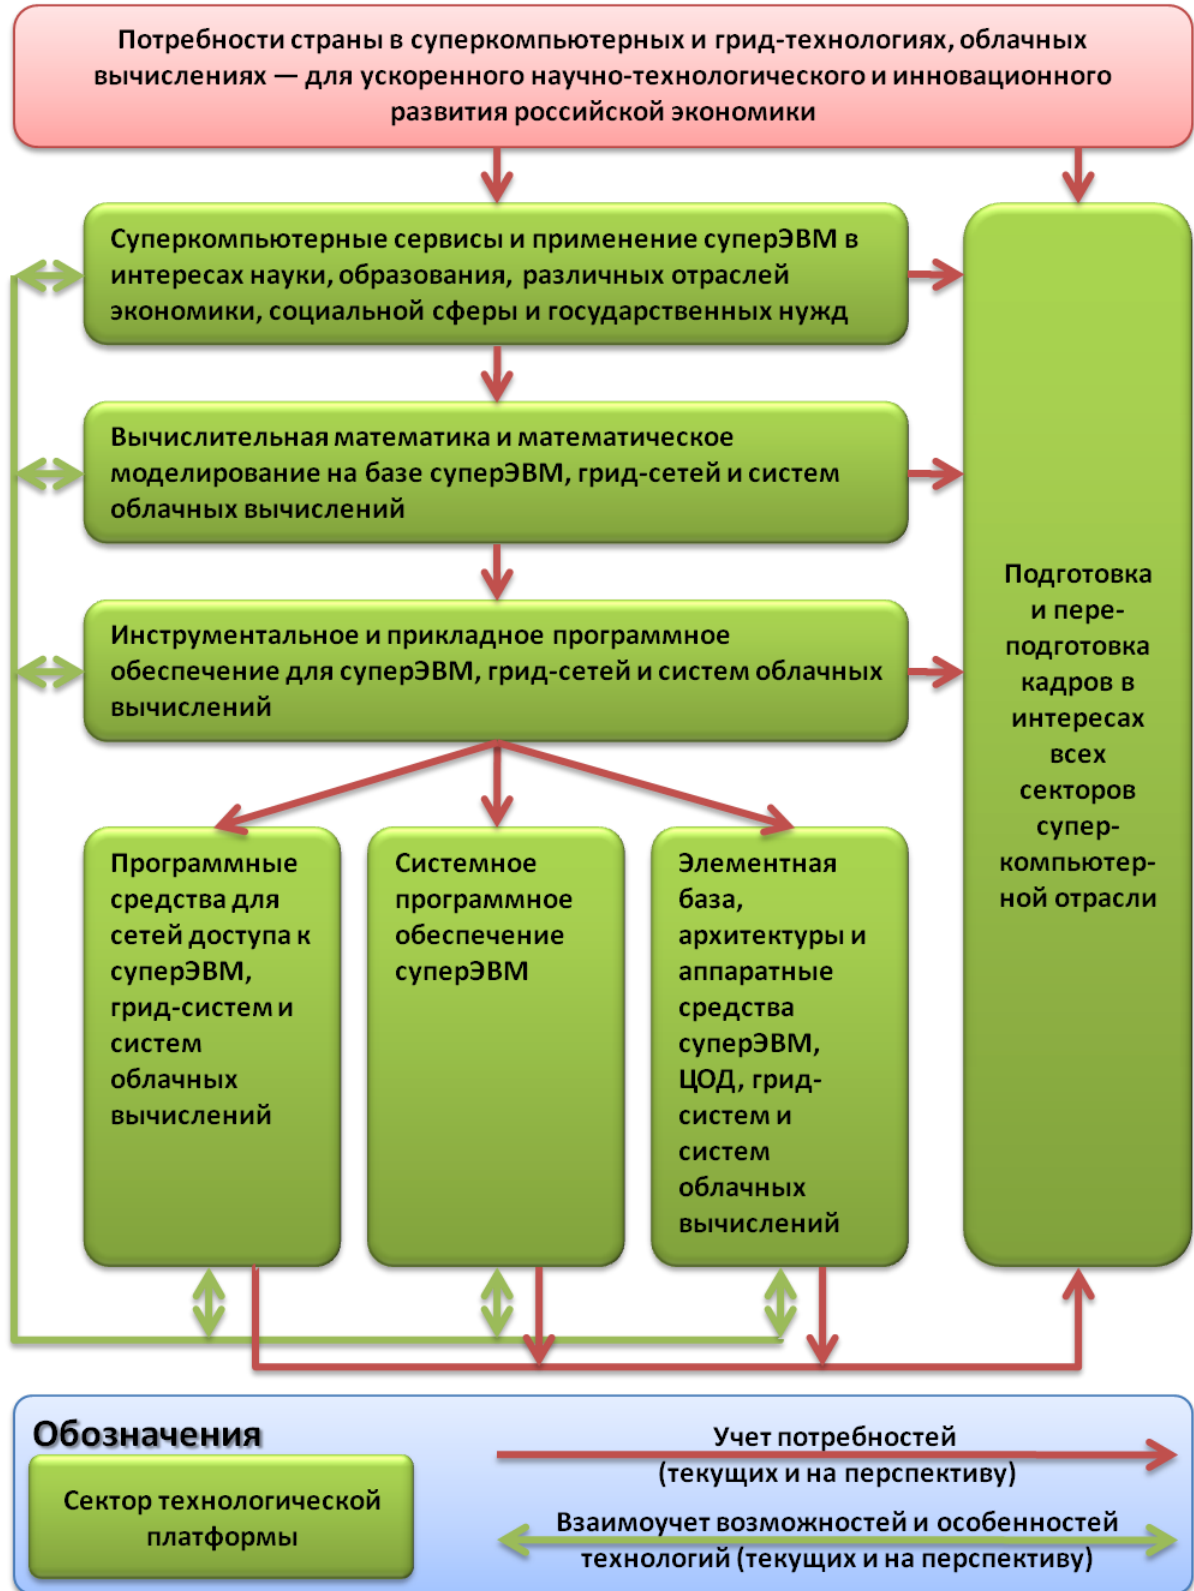 Потребности страны в суперкомпьютерных и грид-технологиях, облачных
вычислениях — для ускоренного научно-технологического и инновационного
развития российской экономики
Суперкомпьютерные сервисы и применение суперЭВМ в
интересах науки, образования, различных отраслей
экономики, социальной сферы и государственных нужд
Вычислительная математика и математическое
моделирование на базе суперЭВМ, грид-сетей и систем
облачных вычислений
Инструментальное и прикладное программное
обеспечение для суперЭВМ, грид-сетей и систем облачных
вычислений
Программные
средства для
сетей доступа к
суперЭВМ,
грид-систем и
систем
облачных
вычислений
Системное
программное
обеспечение
суперЭВМ
Элементная
база,
архитектуры и
аппаратные
средства
суперЭВМ,
ЦОД, грид-
систем и
систем
облачных
вычислений
Подготовка
и пере-
подготовка
кадров в
интересах
всех
секторов
супер-
компьютер-
ной отрасли
Обозначения
Сектор технологической
платформы
Учет потребностей
(текущих и на перспективу)
Взаимоучет возможностей и особенностей
технологий (текущих и на перспективу)